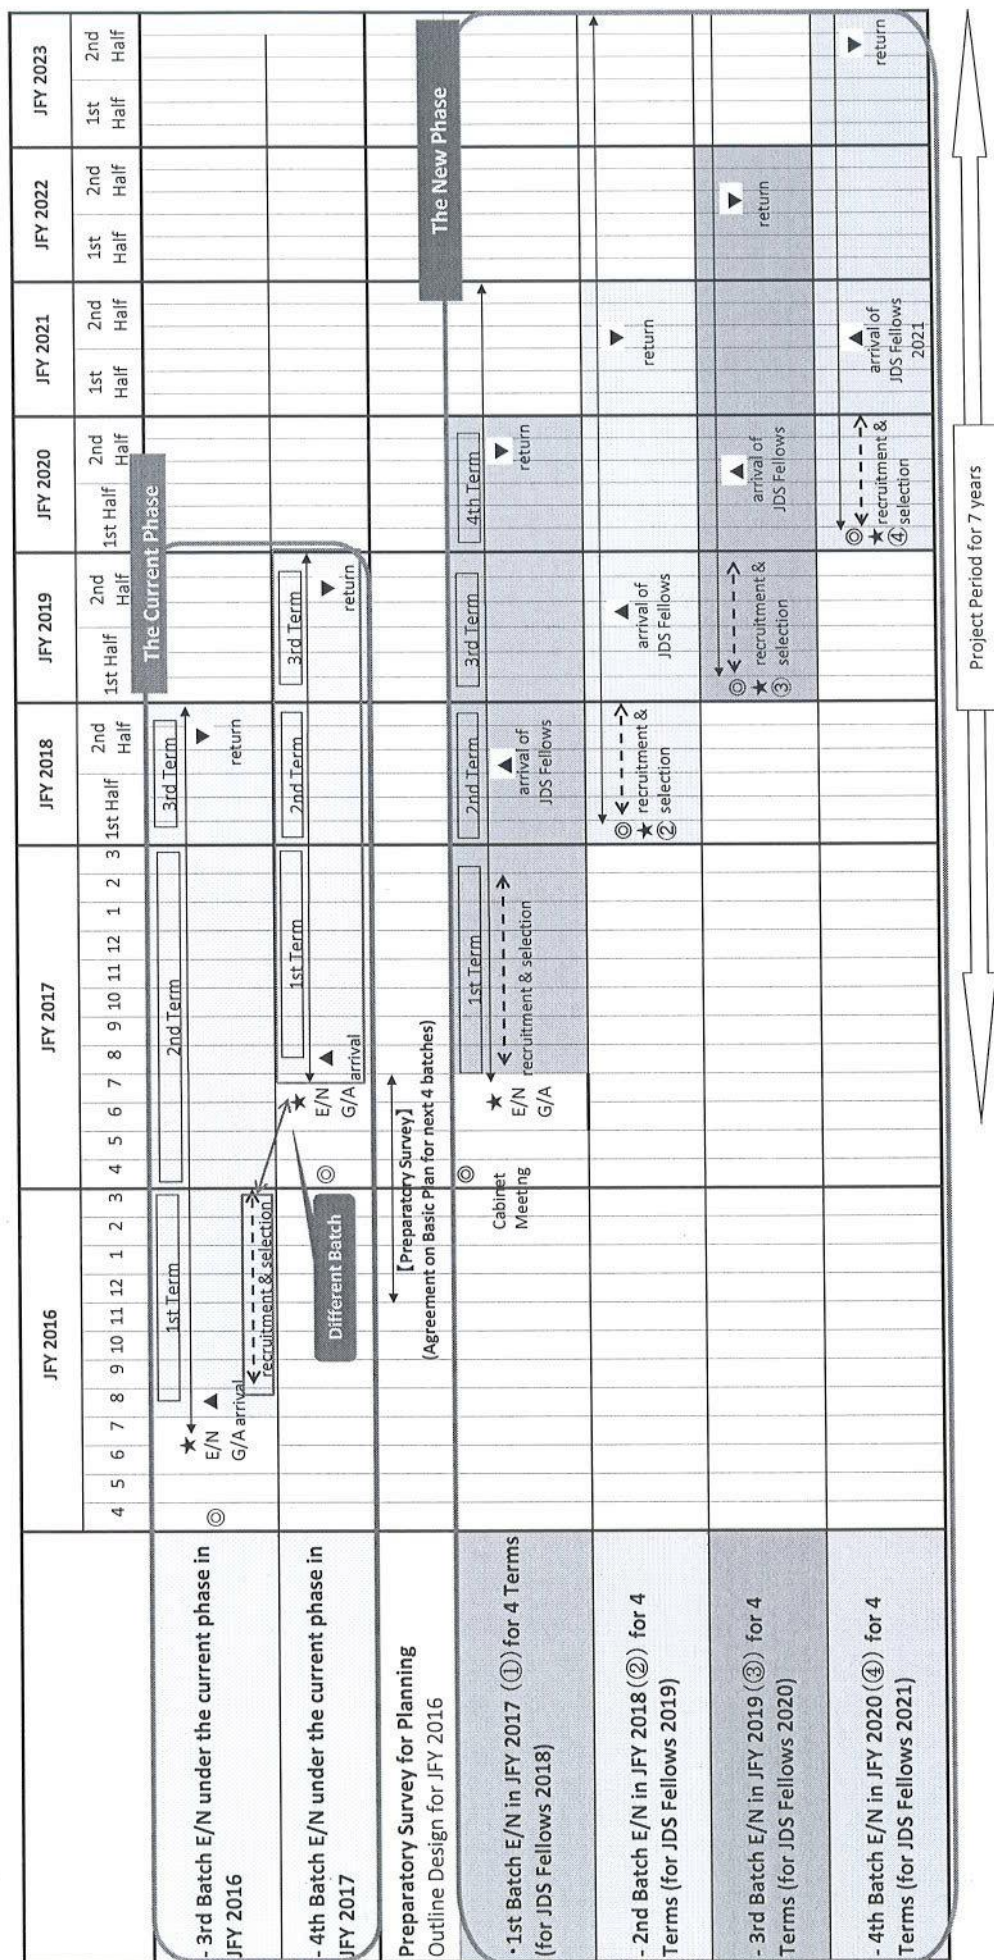 JFY 2016
JFY 2017
JFY 2018
JFY 2019
JFY 2020
JFY 2021
JFY 2022
JFY 2023
4 5 6 7 8 9 10 11 12 1 2 3
4 5 6 7 8 9 10 11 12 1 2 3
1st Half
2nd
Half
1st Half
2nd
Half
1st Half
2nd
Half
1st
Half
2nd
Half
1st
Half
2nd
Half
1st
Half
2nd
Half
The Current Phase
- 3rd Batch E/N under the current phase in
JFY 2016
◎
★
E/N
G/A
▲
arrival
1st Term
recruitment & selection
2nd Term
3rd Term
▼
return
- 4th Batch E/N under the current phase in
JFY 2017
Different Batch
◎
★
E/N
G/A
▲
arrival
1st Term
2nd Term
3rd Term
▼
return
Preparatory Survey for Planning
Outline Design for JFY 2016
【Preparatory Survey】
(Agreement on Basic Plan for next 4 batches)
The New Phase
・1st Batch E/N in JFY 2017 (①) for 4 Terms
(for JDS Fellows 2018)
◎
Cabinet
Meeting
★
E/N
G/A
1st Term
recruitment & selection
2nd Term
▲
arrival of
JDS Fellows
3rd Term
4th Term
▼
return
- 2nd Batch E/N in JFY 2018(②) for 4
Terms (for JDS Fellows 2019)
◎
★ recruitment &
② selection
▲
arrival of
JDS Fellows
▼
return
- 3rd Batch E/N in JFY 2019(③) for 4
Terms (for JDS Fellows 2020)
◎
★ recruitment &
③ selection
▲
arrival of
JDS Fellows
▼
return
4th Batch E/N in JFY 2020(④) for 4
Terms (for JDS Fellows 2021)
◎
★ recruitment &
④ selection
▲
arrival of
JDS Fellows
2021
▼
return
Project Period for 7 years